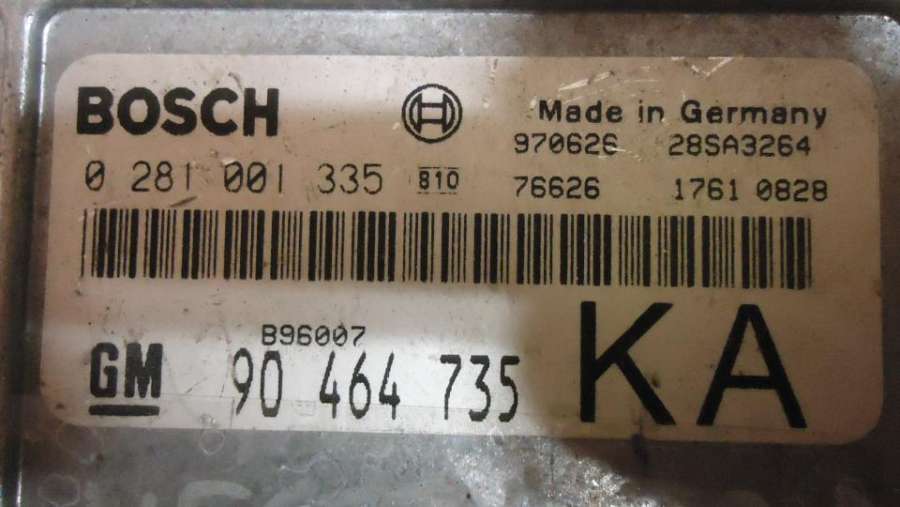 BOSCH
Made in Germany
970626 28SA3264
0 281 001 335 810
76626 1761 0828
B96007
GM 90 464 735 KA